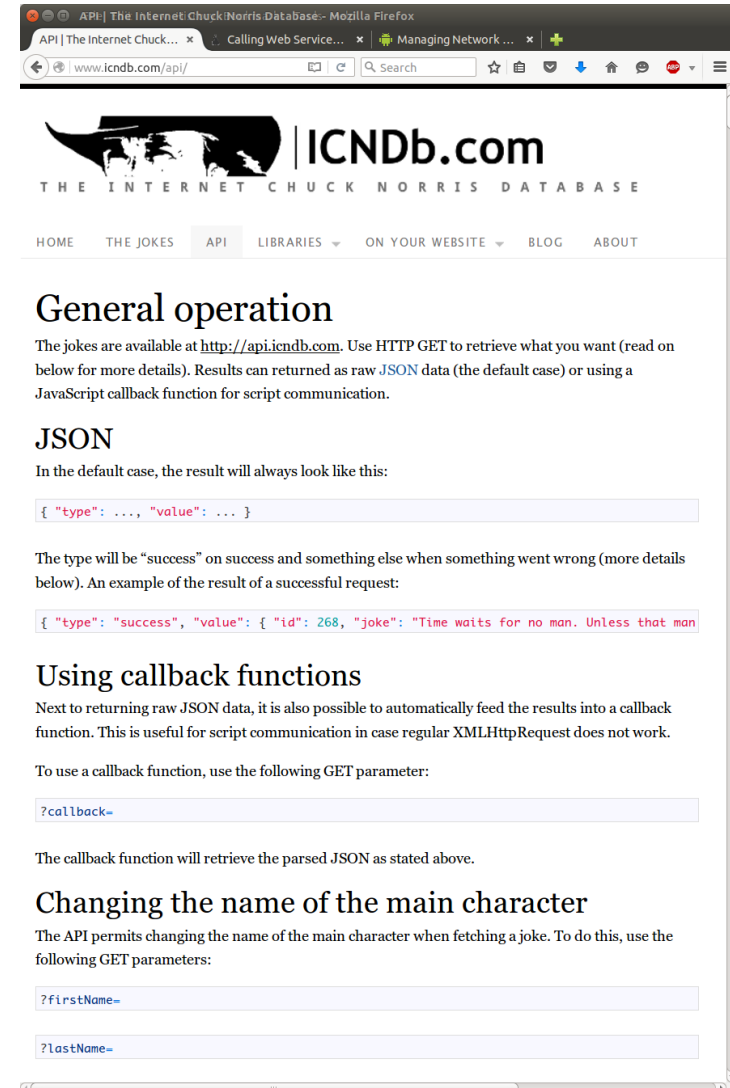 API | The Internet Chuck Norris Database - Mozilla Firefox
API | The Internet Chuck... × Calling Web Service... × Managing Network ... ×
www.icndb.com/api/ Search ABP
ICNDb.com
THE INTERNET CHUCK NORRIS DATABASE
HOME THE JOKES API LIBRARIES ON YOUR WEBSITE BLOG ABOUT
General operation
The jokes are available at http://api.icndb.com. Use HTTP GET to retrieve what you want (read on
below for more details). Results can returned as raw JSON data (the default case) or using a
JavaScript callback function for script communication.
JSON
In the default case, the result will always look like this:
{ "type": ..., "value": ... }
The type will be “success” on success and something else when something went wrong (more details
below). An example of the result of a successful request:
{ "type": "success", "value": { "id": 268, "joke": "Time waits for no man. Unless that man
Using callback functions
Next to returning raw JSON data, it is also possible to automatically feed the results into a callback
function. This is useful for script communication in case regular XMLHttpRequest does not work.
To use a callback function, use the following GET parameter:
?callback=
The callback function will retrieve the parsed JSON as stated above.
Changing the name of the main character
The API permits changing the name of the main character when fetching a joke. To do this, use the
following GET parameters:
?firstName=
?lastName=